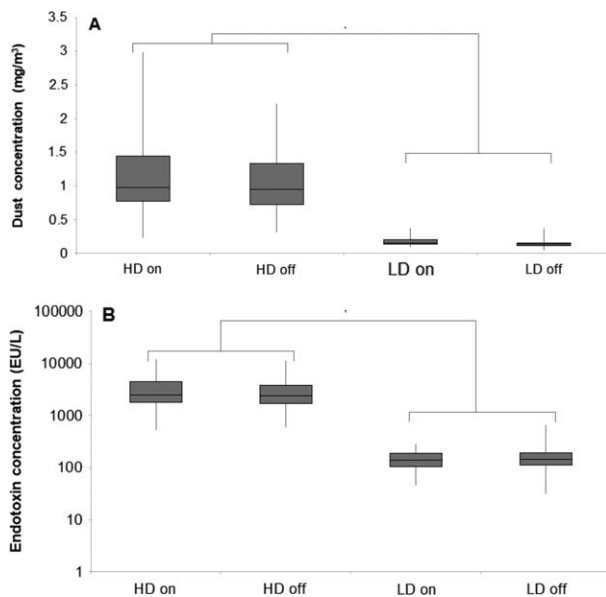 A
Dust concentration (mg/m³)
3.5
3
2.5
2
1.5
1
0.5
0
HD on HD off LD on LD off
*
B
Endotoxin concentration (EU/L)
100000
10000
1000
100
10
1
HD on HD off LD on LD off
*